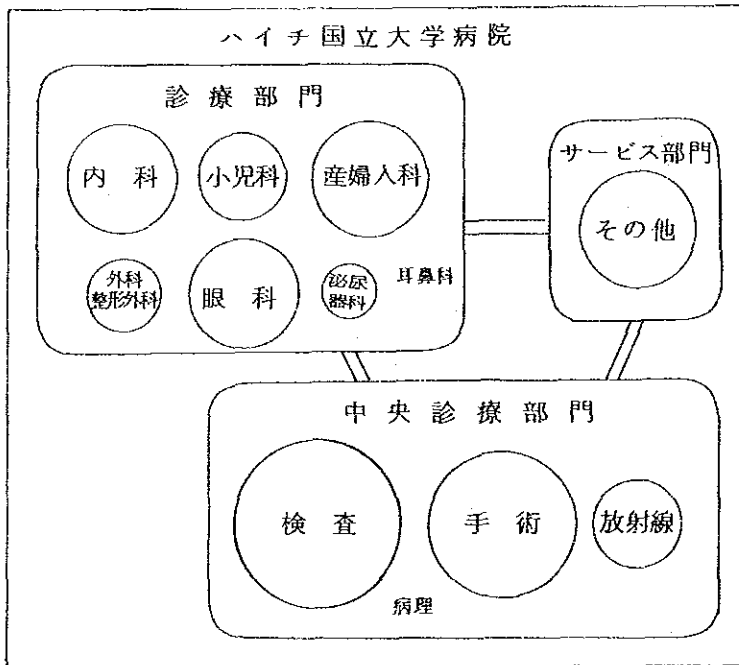 ハイチ国立大学病院
診療部門
内科
小児科
産婦人科
外科
整形外科
眼科
泌尿
器科
耳鼻科
サービス部門
その他
中央診療部門
検査
手術
放射線
病理